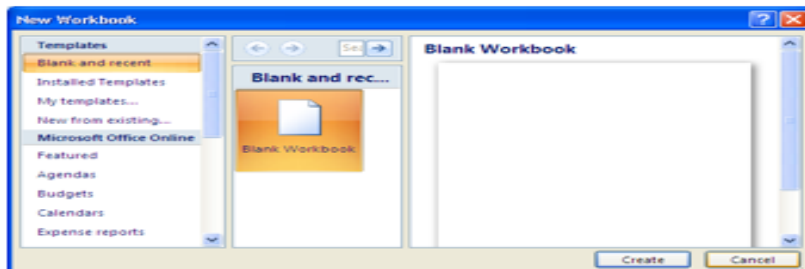 New Workbook
Templates
Blank and recent
Installed Templates
My templates...
New from existing...
Microsoft Office Online
Featured
Agendas
Budgets
Calendars
Expense reports
Blank and rec...
Blank Workbook
Blank Workbook
Create
Cancel